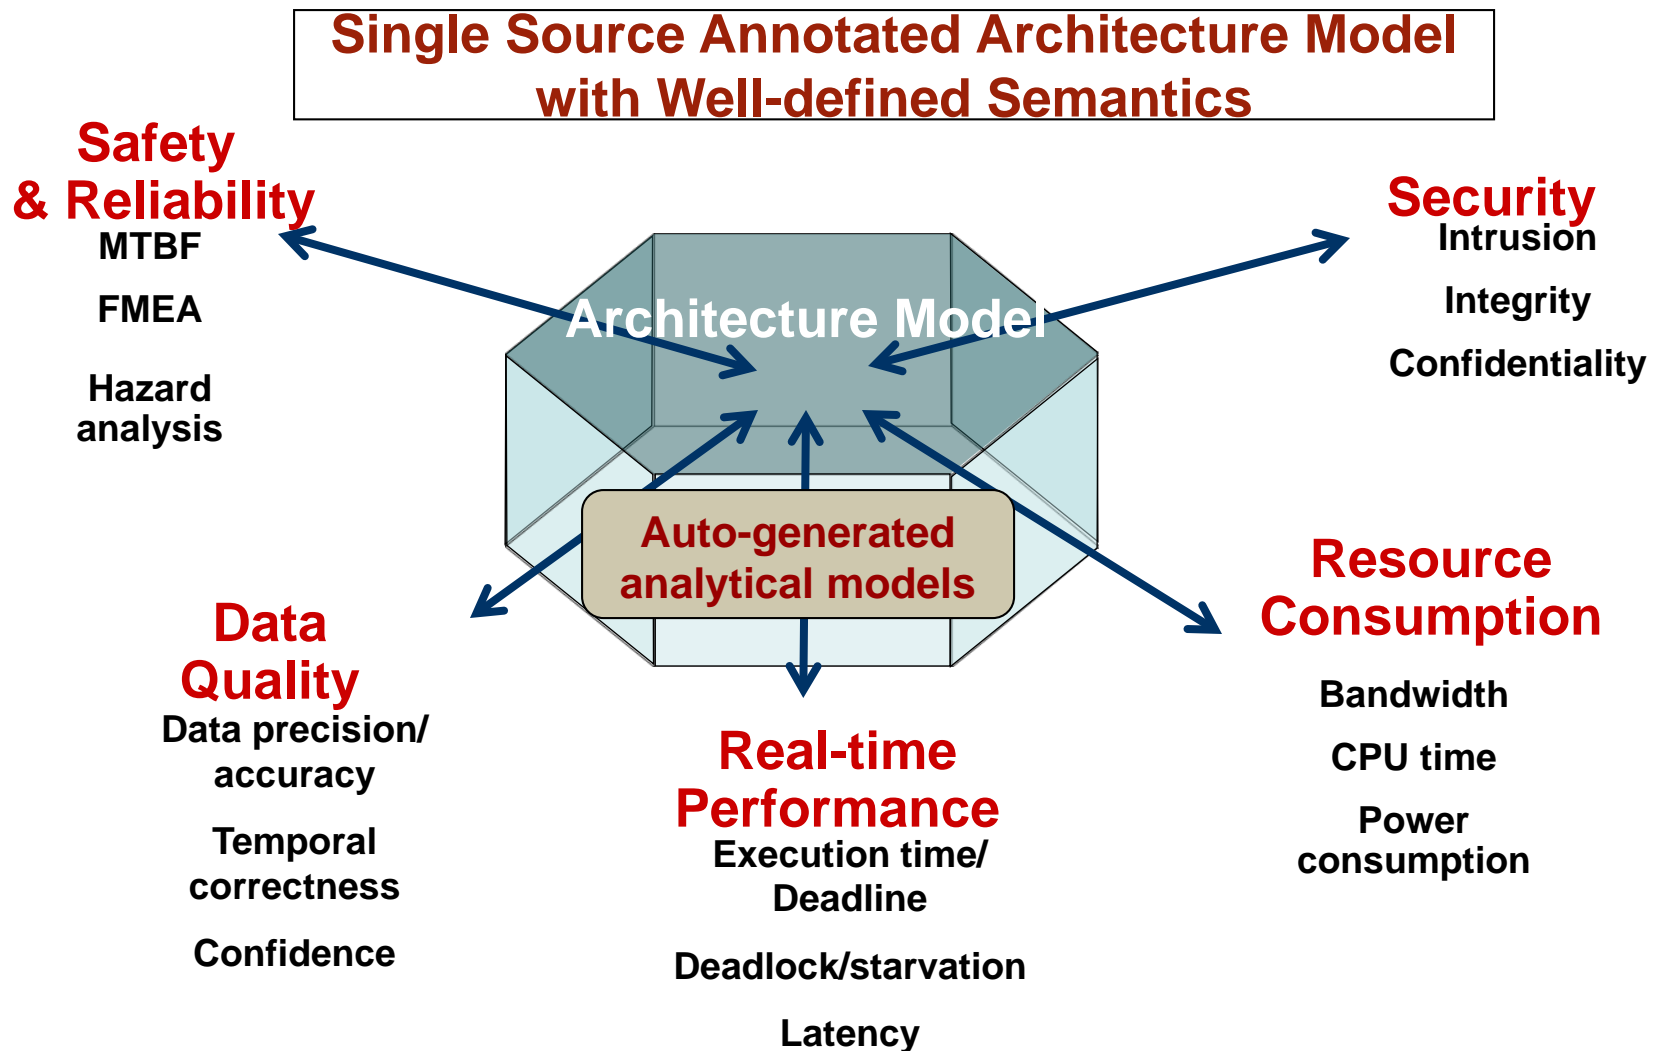 Single Source Annotated Architecture Model
with Well-defined Semantics
Safety
& Reliability
MTBF
FMEA
Hazard
analysis
Security
Intrusion
Integrity
Confidentiality
Architecture Model
Auto-generated
analytical models
Data
Quality
Data precision/
accuracy
Temporal
correctness
Confidence
Real-time
Performance
Execution time/
Deadline
Deadlock/starvation
Latency
Resource
Consumption
Bandwidth
CPU time
Power
consumption